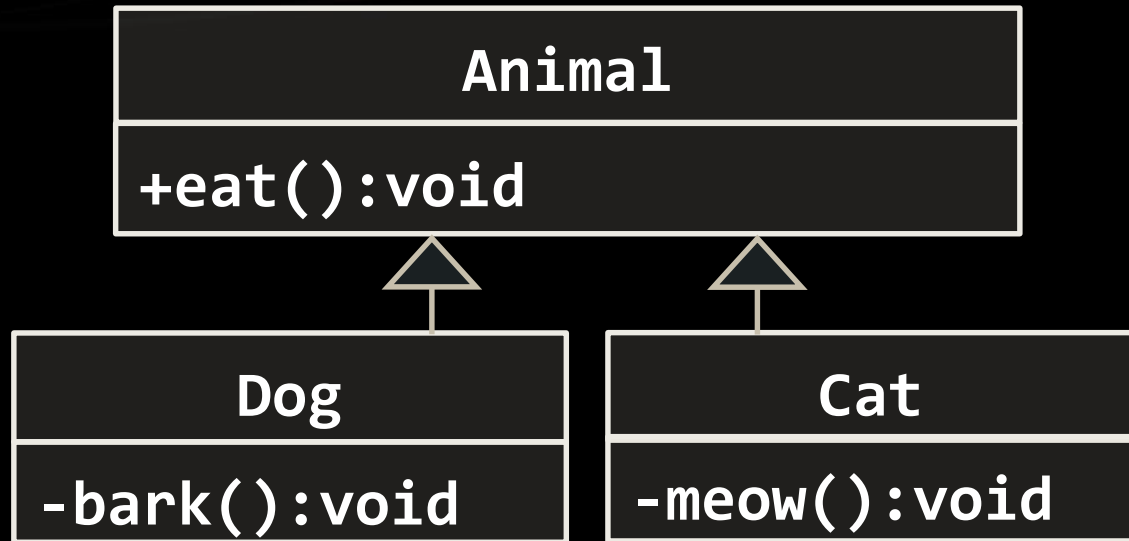 Animal
+eat():void
Dog
-bark():void
Cat
-meow():void